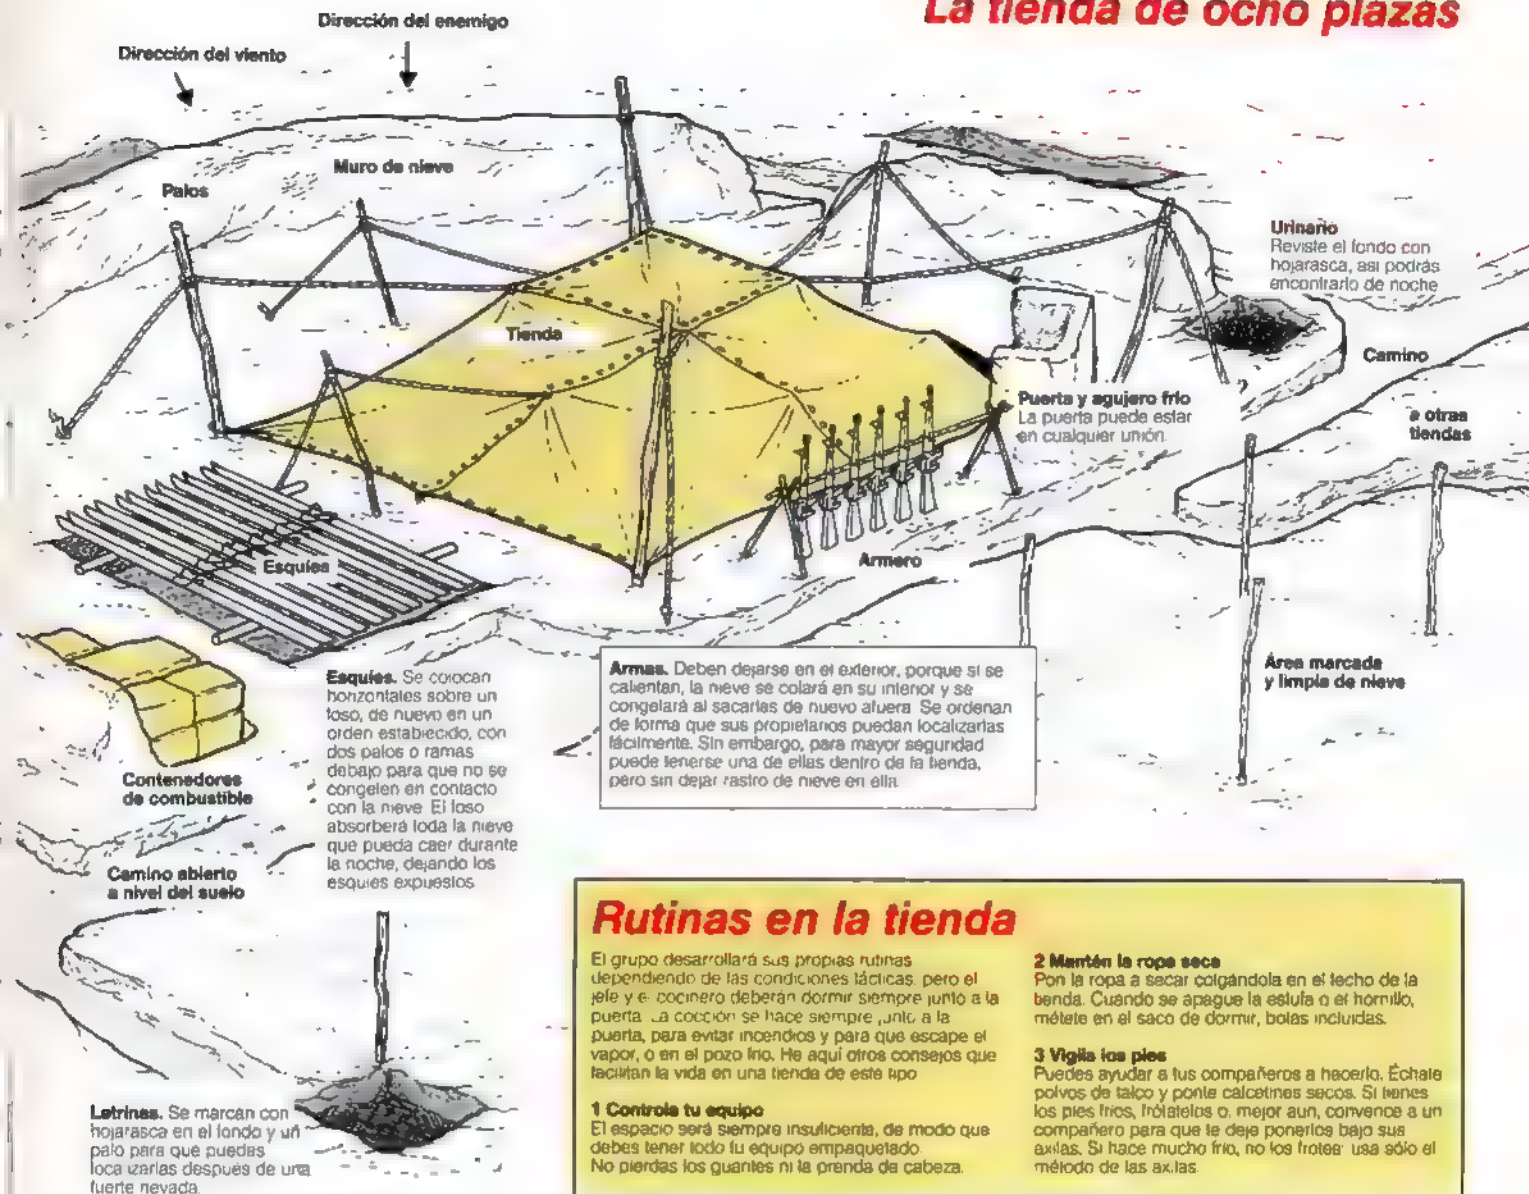 La tienda de ocho plazas
Dirección del enemigo
Dirección del viento
Muro de nieve
Palos
Urinario
Reviste el fondo con
hojarasca, así podrás
encontrarlo de noche
Tienda
Camino
Puerta y agujero frío
La puerta puede estar
en cualquier unión.
a otras
tiendas
Esquíes
Armero
Área marcada
y limpia de nieve
Esquíes. Se colocan
horizontales sobre un
foso, de nuevo en un
orden establecido, con
dos palos o ramas
debajo para que no se
congelen en contacto
con la nieve. El foso
absorberá toda la nieve
que pueda caer durante
la noche, dejando los
esquíes expuestos
Armas. Deben dejarse en el exterior, porque si se
calientan, la nieve se colará en su interior y se
congelará al sacarlas de nuevo afuera. Se ordenan
de forma que sus propietarios puedan localizarlas
fácilmente. Sin embargo, para mayor seguridad
puede tenerse una de ellas dentro de la tienda,
pero sin dejar rastro de nieve en ella.
Contenedores
de combustible
Camino abierto
a nivel del suelo
Letrinas. Se marcan con
hojarasca en el fondo y un
palo para que puedas
localizarlas después de una
fuerte nevada.
Rutinas en la tienda
El grupo desarrollará sus propias rutinas
dependiendo de las condiciones tácticas, pero el
jefe y el cocinero deberán dormir siempre junto a la
puerta. La cocción se hace siempre junto a la
puerta, para evitar incendios y para que escape el
vapor, o en el pozo frío. He aquí otros consejos que
facilitan la vida en una tienda de este tipo
1 Controla tu equipo
El espacio será siempre insuficiente, de modo que
debes tener todo tu equipo empaquetado.
No pierdas los guantes ni la prenda de cabeza.
2 Mantén la ropa seca
Pon la ropa a secar colgándola en el techo de la
tienda. Cuando se apague la estufa o el hornillo,
métete en el saco de dormir, botas incluidas.
3 Vigila los pies
Puedes ayudar a tus compañeros a hacerlo. Échate
polvos de talco y ponte calcetines secos. Si tienes
los pies fríos, frótatelos o, mejor aun, convence a un
compañero para que te deje ponerlos bajo sus
axilas. Si hace mucho frío, no los frotes: usa sólo el
método de las axilas.